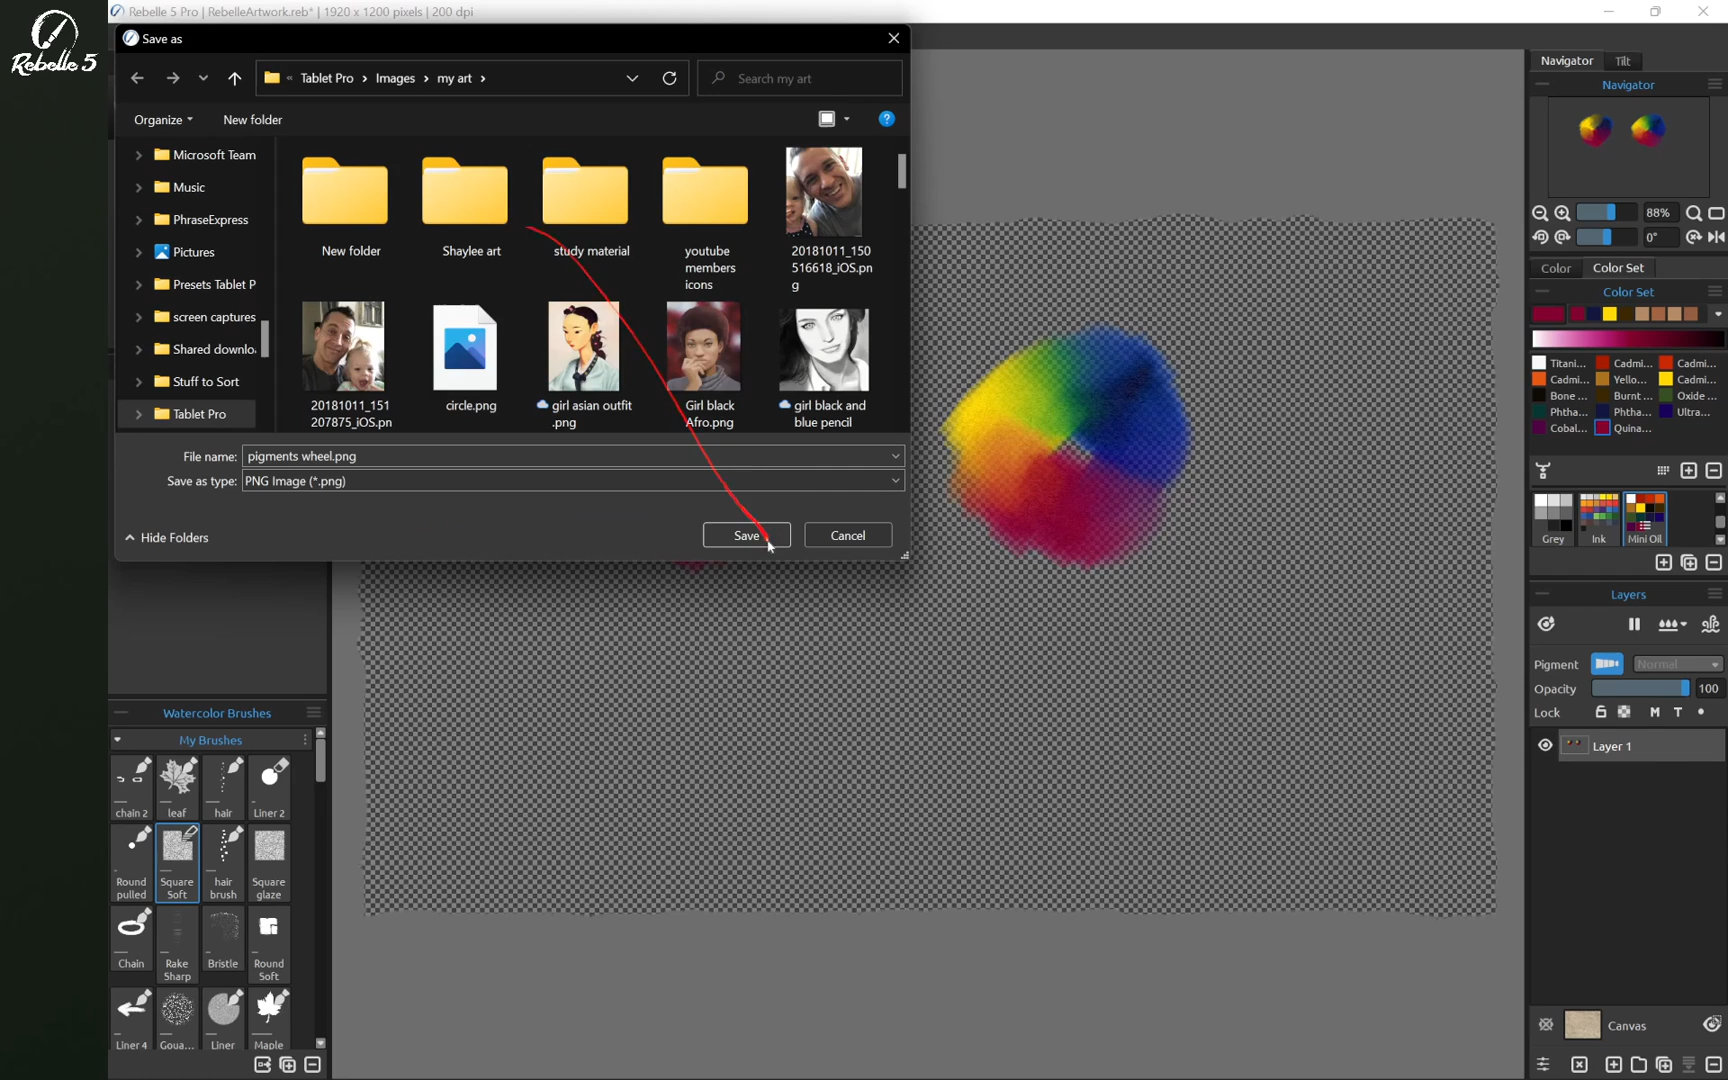 Rebelle 5
Rebelle 5 Pro | RebelleArtwork.reb* | 1920 x 1200 pixels | 200 dpi
Save as
« Tablet Pro › Images › my art ›
Search my art
Organize
New folder
Microsoft Team
Music
PhraseExpress
Pictures
Presets Tablet P
screen captures
Shared downlo
Stuff to Sort
Tablet Pro
New folder
Shaylee art
study material
youtube
members
icons
20181011_150
516618_iOS.pn
g
20181011_151
207875_iOS.pn
circle.png
girl asian outfit
.png
Girl black
Afro.png
girl black and
blue pencil
File name: pigments wheel.png
Save as type: PNG Image (*.png)
Hide Folders
Save
Cancel
Navigator
Tilt
Navigator
88%
0°
Color
Color Set
Color Set
Titani...
Cadmi...
Cadmi...
Cadmi...
Yello...
Cadmi...
Bone ...
Burnt ...
Oxide ...
Phtha...
Phtha...
Ultra...
Cobal...
Quina...
Grey
Ink
Mini Oil
Layers
Pigment
Normal
Opacity
100
Lock
M
T
Layer 1
Canvas
Watercolor Brushes
My Brushes
chain 2
leaf
hair
Liner 2
Round
pulled
Square
Soft
hair
brush
Square
glaze
Chain
Rake
Sharp
Bristle
Round
Soft
Liner 4
Goua...
Liner
Maple